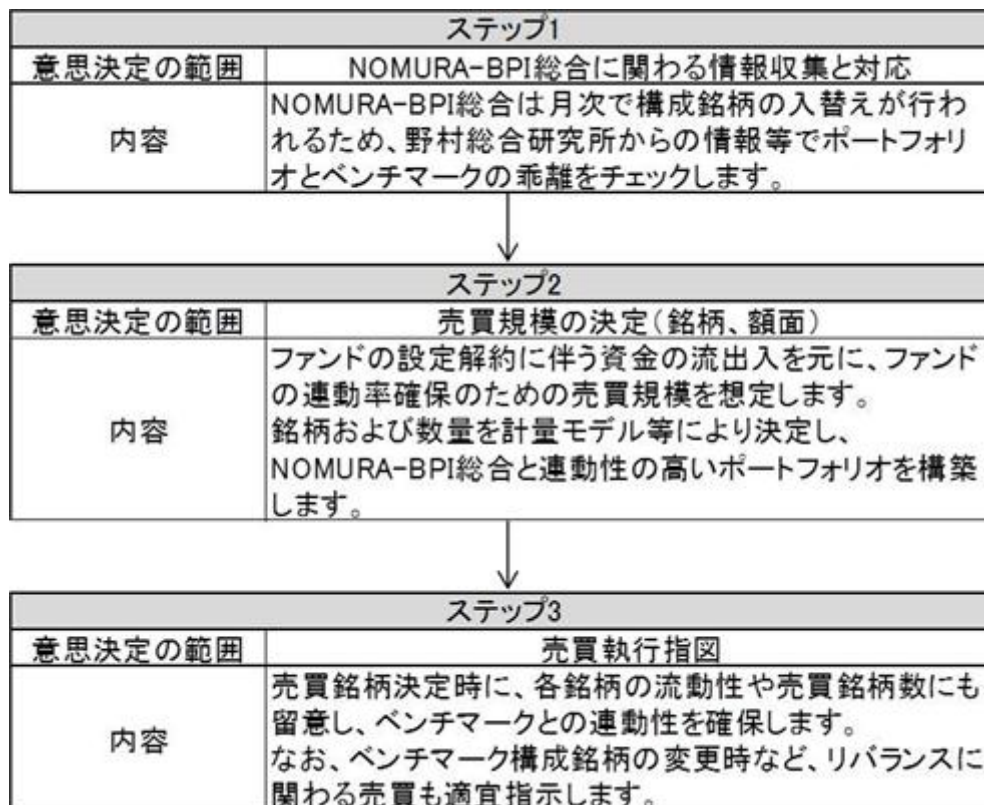 ステップ1
意思決定の範囲 NOMURA-BPI総合に関わる情報収集と対応
NOMURA-BPI総合は月次で構成銘柄の入替えが行わ
内容 れるため、野村総合研究所からの情報等でポートフォリ
オとベンチマークの乖離をチェックします。
ステップ2
意思決定の範囲 売買規模の決定(銘柄、額面)
ファンドの設定解約に伴う資金の流出入を元に、ファンド
の連動率確保のための売買規模を想定します。
内容 銘柄および数量を計量モデル等により決定し、
NOMURA-BPI総合と連動性の高いポートフォリオを構築
します。
ステップ3
意思決定の範囲 売買執行指図
売買銘柄決定時に、各銘柄の流動性や売買銘柄数にも
留意し、ベンチマークとの連動性を確保します。
内容 なお、ベンチマーク構成銘柄の変更時など、リバランスに
関わる売買も適宜指示します。